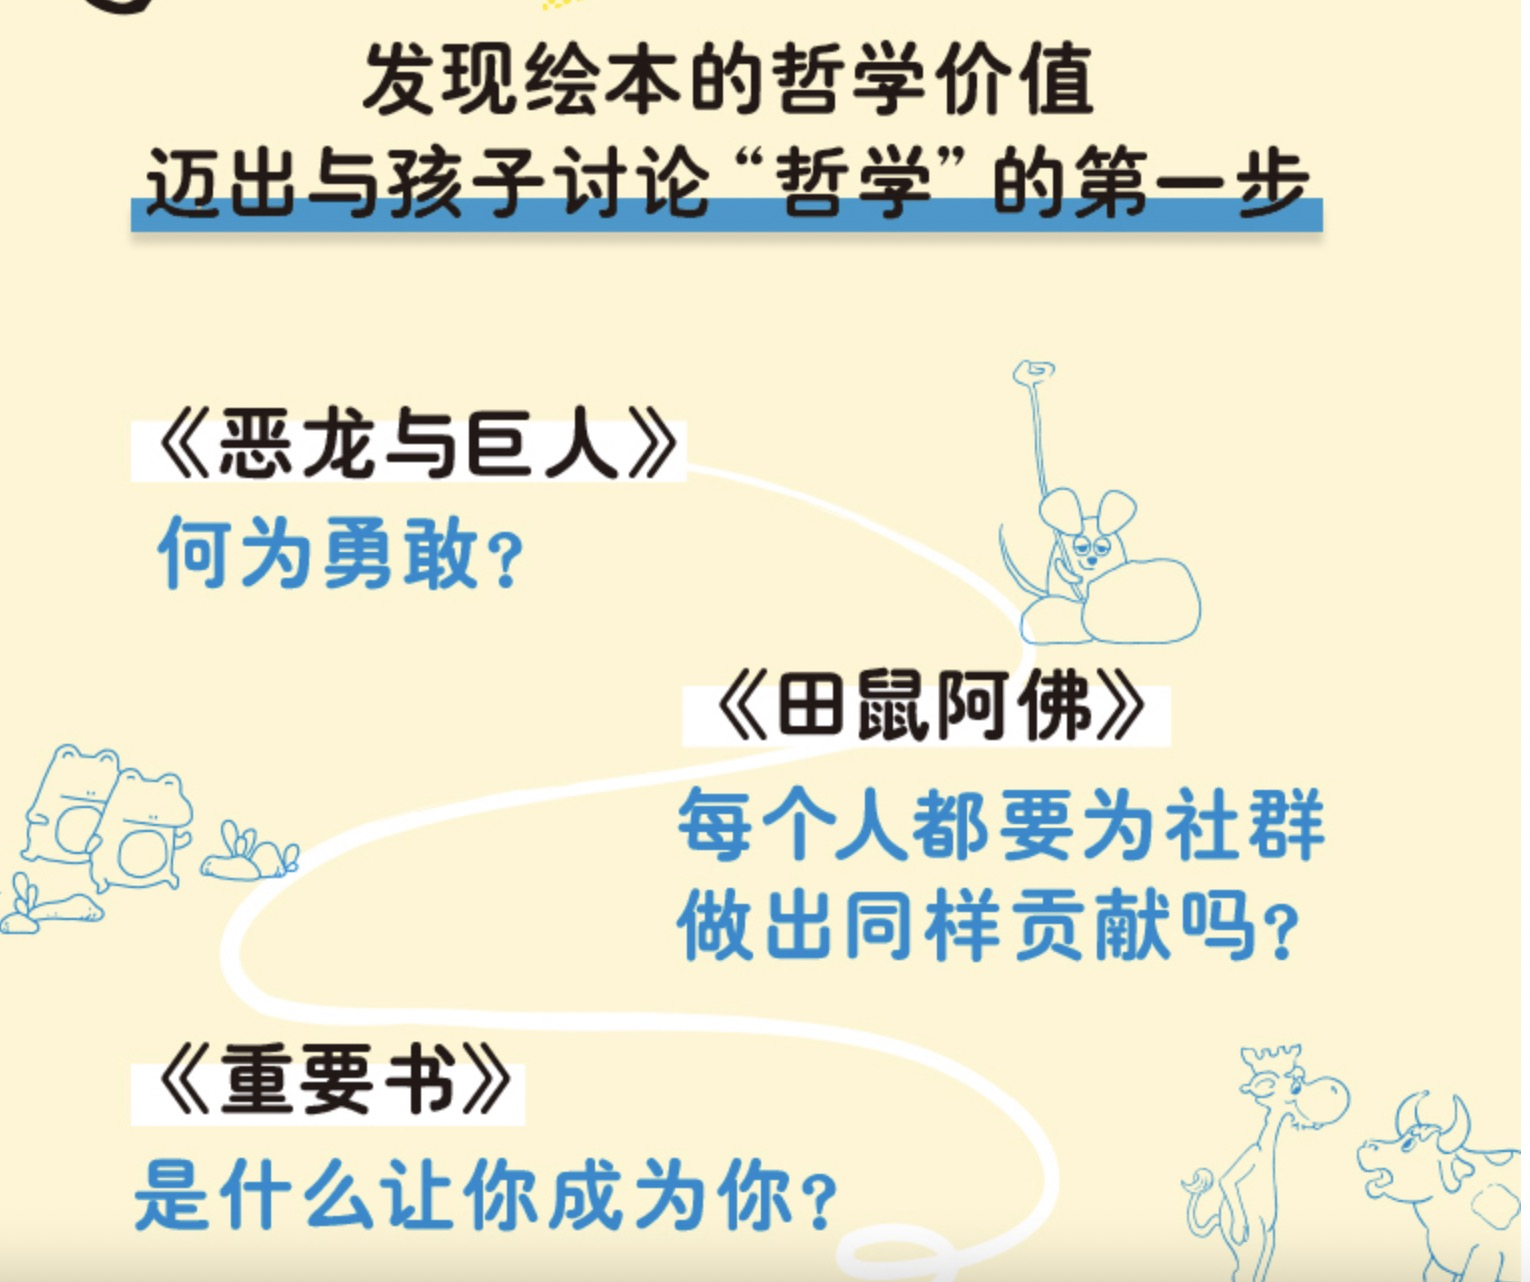 发现绘本的哲学价值
迈出与孩子讨论“哲学”的第一步
《恶龙与巨人》
何为勇敢?
《田鼠阿佛》
每个人都要为社群
做出同样贡献吗?
《重要书》
是什么让你成为你?